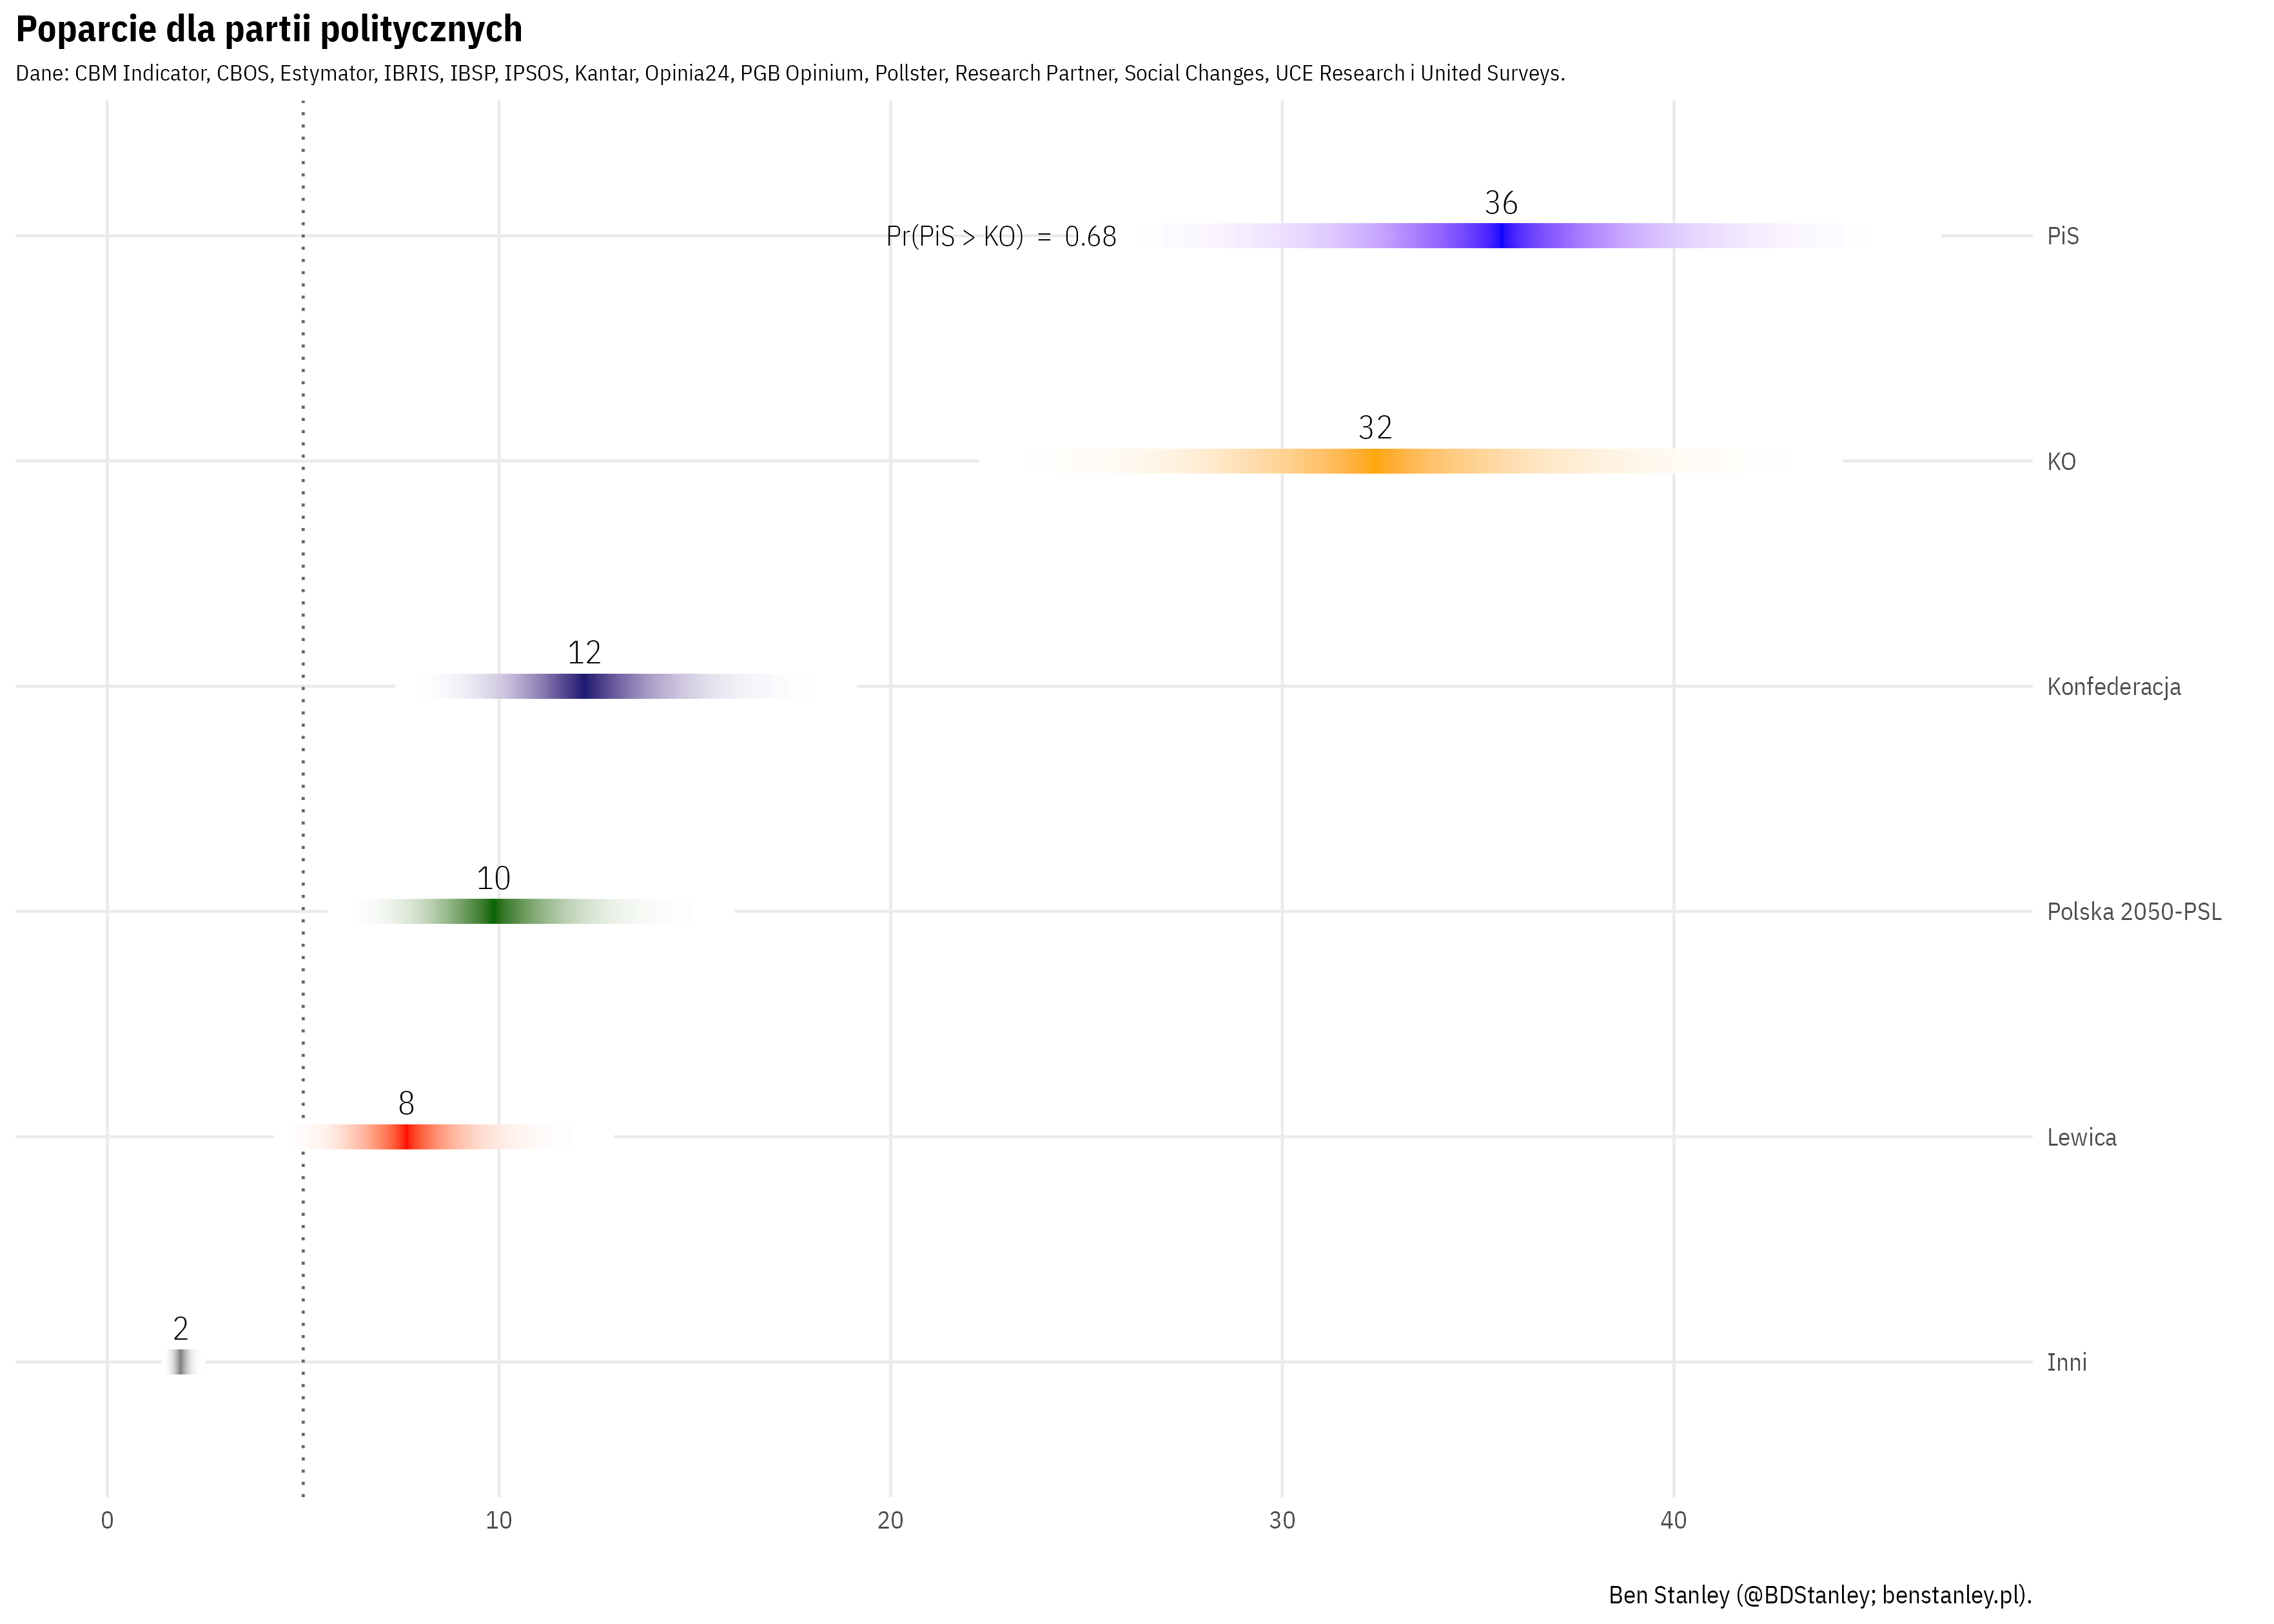 Poparcie dla partii politycznych
Dane: CBM Indicator, CBOS, Estymator, IBRIS, IBSP, IPSOS, Kantar, Opinia24, PGB Opinium, Pollster, Research Partner, Social Changes, UCE Research i United Surveys.
36
Pr(PiS > KO) = 0.68
PiS
32
KO
12
Konfederacja
10
Polska 2050-PSL
8
Lewica
2
Inni
0 10 20 30 40
Ben Stanley (@BDStanley; benstanley.pl).